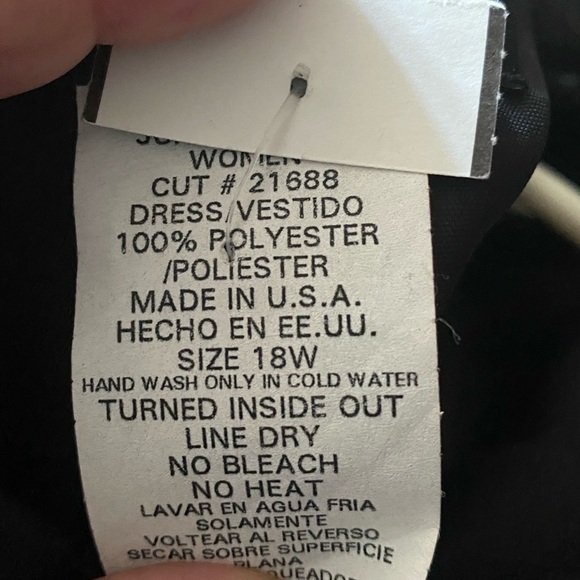 WOMEN
CUT # 21688
DRESS/VESTIDO
100% POLYESTER
/POLIESTER
MADE IN U.S.A.
HECHO EN EE.UU.
SIZE 18W
HAND WASH ONLY IN COLD WATER
TURNED INSIDE OUT
LINE DRY
NO BLEACH
NO HEAT
LAVAR EN AGUA FRIA
SOLAMENTE
VOLTEAR AL REVERSO
SECAR SOBRE SUPERFICIE
PLANA